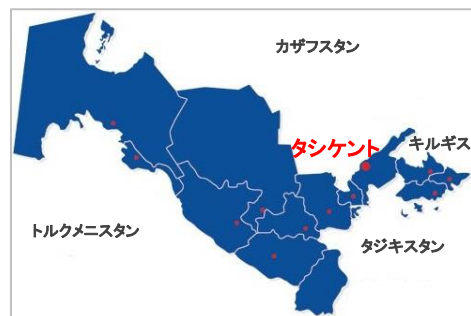 カザフスタン
タシケント
キルギス
トルクメニスタン
タジキスタン